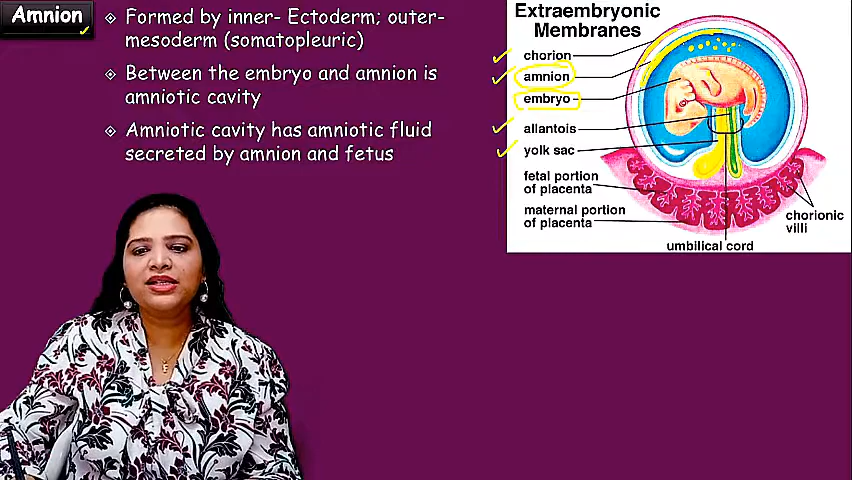 Amnion
Formed by inner- Ectoderm; outer-
mesoderm (somatopleuric)
Between the embryo and amnion is
amniotic cavity
Amniotic cavity has amniotic fluid
secreted by amnion and fetus
Extraembryonic
Membranes
chorion
amnion
embryo
allantois
yolk sac
fetal portion
of placenta
maternal portion
of placenta
umbilical cord
chorionic
villi